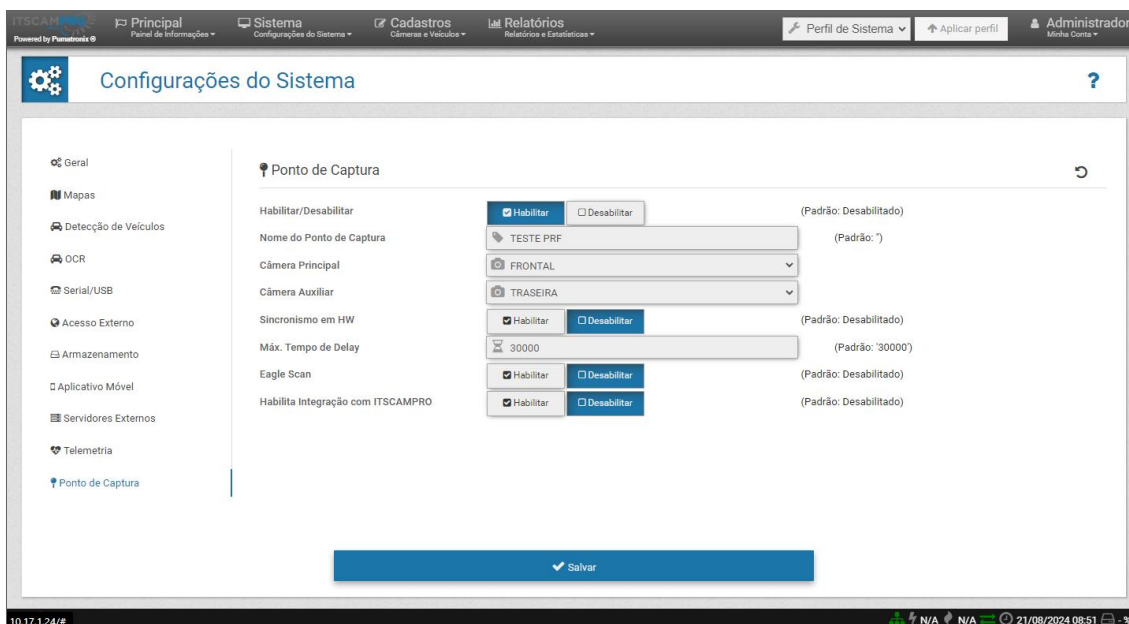 ITSCAMPRO
Powered by Pumatronix ®
Principal
Painel de Informações
Sistema
Configurações do Sistema
Cadastros
Câmeras e Veículos
Relatórios
Relatórios e Estatísticas
Perfil de Sistema
Aplicar perfil
Administrador
Minha Conta
Configurações do Sistema
?
Geral
Mapas
Detecção de Veículos
OCR
Serial/USB
Acesso Externo
Armazenamento
Aplicativo Móvel
Servidores Externos
Telemetria
Ponto de Captura
Ponto de Captura
Habilitar/Desabilitar Habilitar Desabilitar (Padrão: Desabilitado)
Nome do Ponto de Captura TESTE PRF (Padrão: '')
Câmera Principal FRONTAL
Câmera Auxiliar TRASEIRA
Sincronismo em HW Habilitar Desabilitar (Padrão: Desabilitado)
Máx. Tempo de Delay 30000 (Padrão: '30000')
Eagle Scan Habilitar Desabilitar (Padrão: Desabilitado)
Habilita Integração com ITSCAMPRO Habilitar Desabilitar (Padrão: Desabilitado)
Salvar
10.17.1.24/#
N/A N/A 21/08/2024 08:51 - %